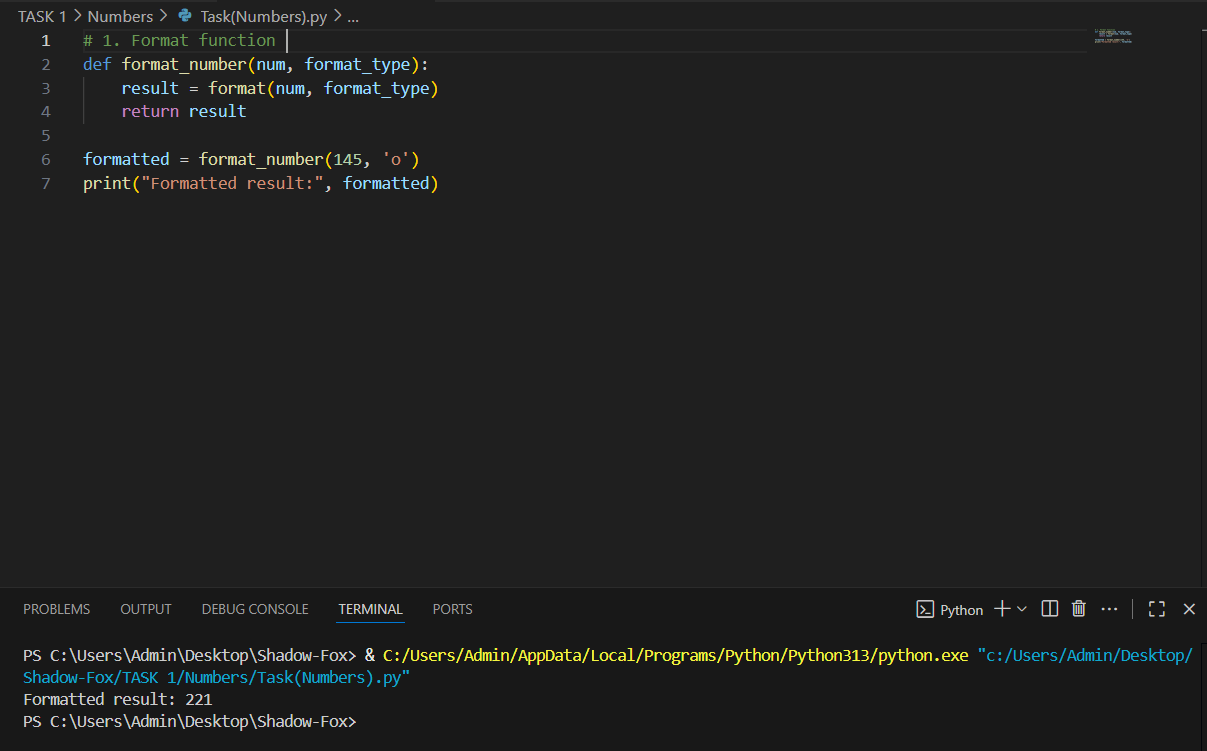 TASK 1 > Numbers > Task(Numbers).py > ...
1 # 1. Format function
2 def format_number(num, format_type):
3     result = format(num, format_type)
4     return result
5
6 formatted = format_number(145, 'o')
7 print("Formatted result:", formatted)
PROBLEMS OUTPUT DEBUG CONSOLE TERMINAL PORTS Python
PS C:\Users\Admin\Desktop\Shadow-Fox> & C:/Users/Admin/AppData/Local/Programs/Python/Python313/python.exe "c:/Users/Admin/Desktop/
Shadow-Fox/TASK 1/Numbers/Task(Numbers).py"
Formatted result: 221
PS C:\Users\Admin\Desktop\Shadow-Fox>